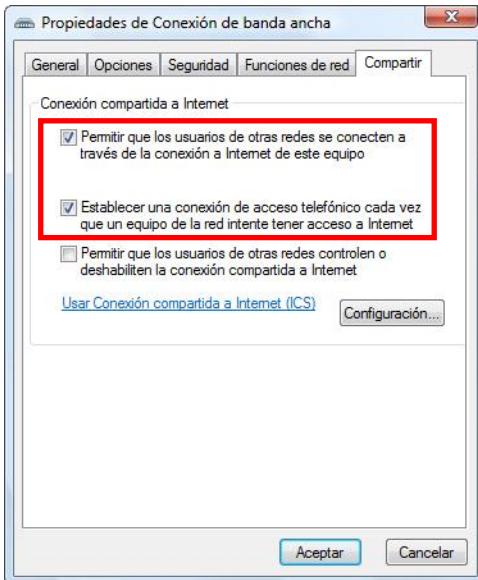 Propiedades de Conexión de banda ancha
General Opciones Seguridad Funciones de red Compartir
Conexión compartida a Internet
Permitir que los usuarios de otras redes se conecten a
través de la conexión a Internet de este equipo
Establecer una conexión de acceso telefónico cada vez
que un equipo de la red intente tener acceso a Internet
Permitir que los usuarios de otras redes controlen o
deshabiliten la conexión compartida a Internet
Usar Conexión compartida a Internet (ICS)
Configuración...
Aceptar Cancelar